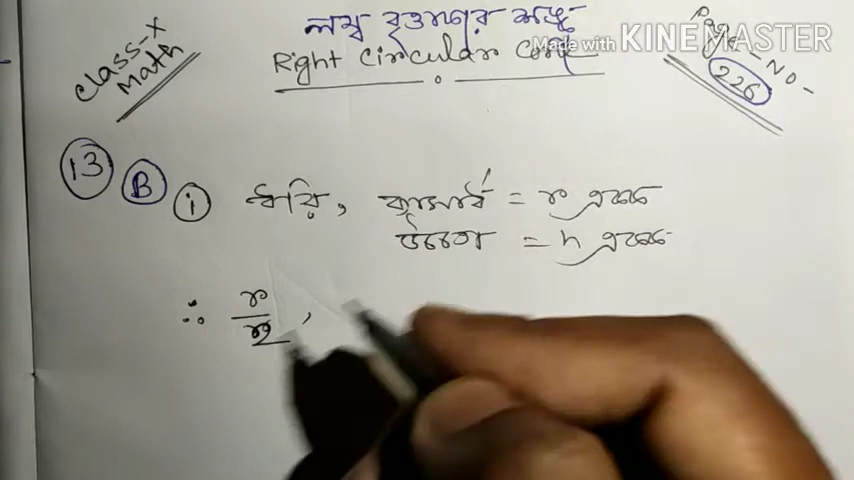 Class-X
Math
লম্ব বৃত্তাকার শঙ্কু
Right Circular Cone
Made with KINEMASTER
Page-No-
226
13 B i ধরি, ব্যাসার্ধ = r একক
উচ্চতা = h একক
∴ r/2,